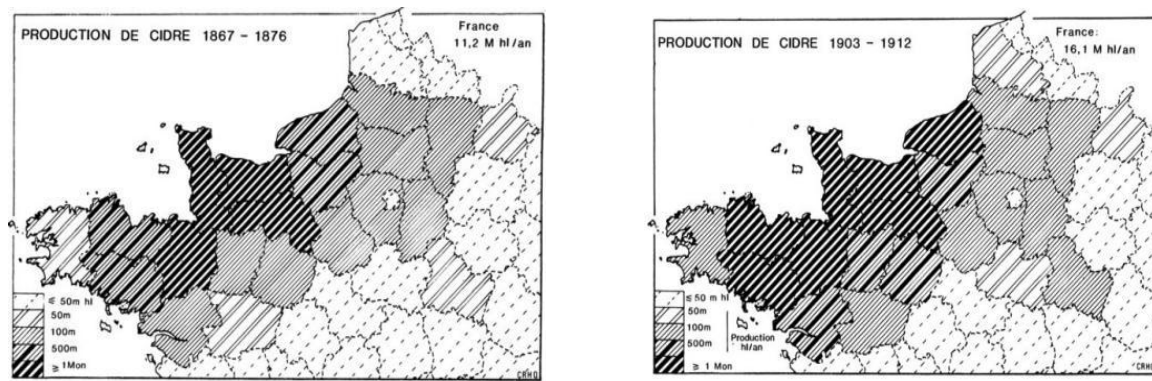 PRODUCTION DE CIDRE 1867 - 1876
France
11,2 M hl/an
≤ 50m hl
50m
100m
500m
≥ 1Mon
CRHQ
PRODUCTION DE CIDRE 1903 - 1912
France:
16,1 M hl/an
≤ 50 m hl
50m
100m
500m
Production
hl/an
≥ 1 Mon
CRHQ